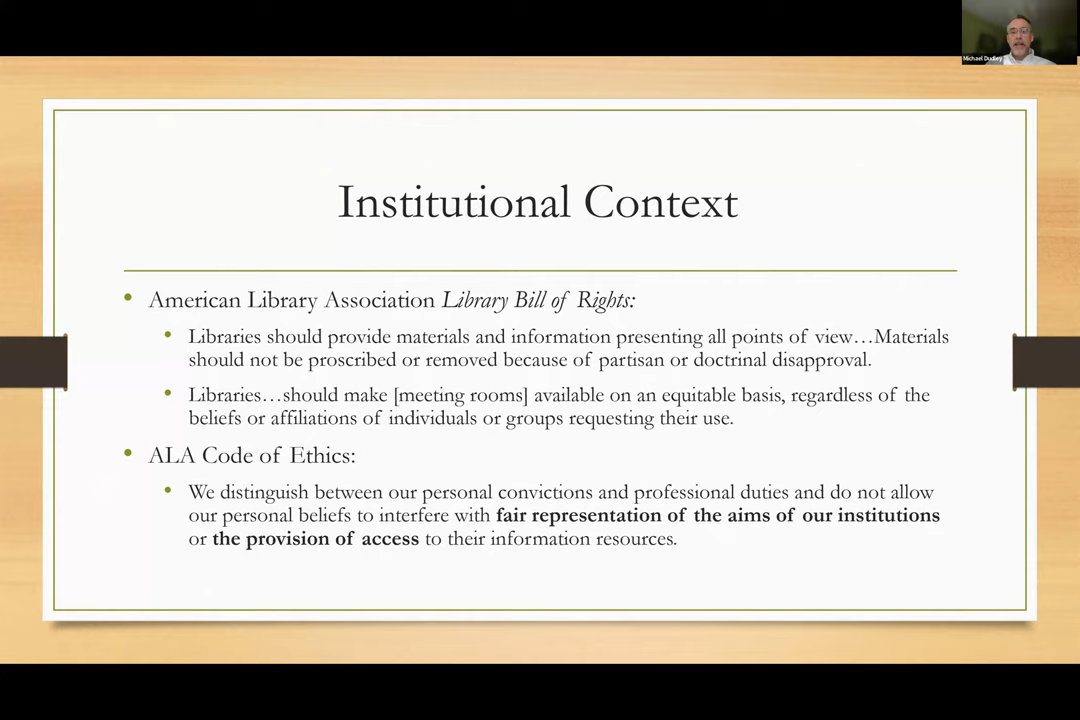 Michael Dudley
Institutional Context
• American Library Association Library Bill of Rights:
• Libraries should provide materials and information presenting all points of view…Materials
should not be proscribed or removed because of partisan or doctrinal disapproval.
• Libraries…should make [meeting rooms] available on an equitable basis, regardless of the
beliefs or affiliations of individuals or groups requesting their use.
• ALA Code of Ethics:
• We distinguish between our personal convictions and professional duties and do not allow
our personal beliefs to interfere with fair representation of the aims of our institutions
or the provision of access to their information resources.